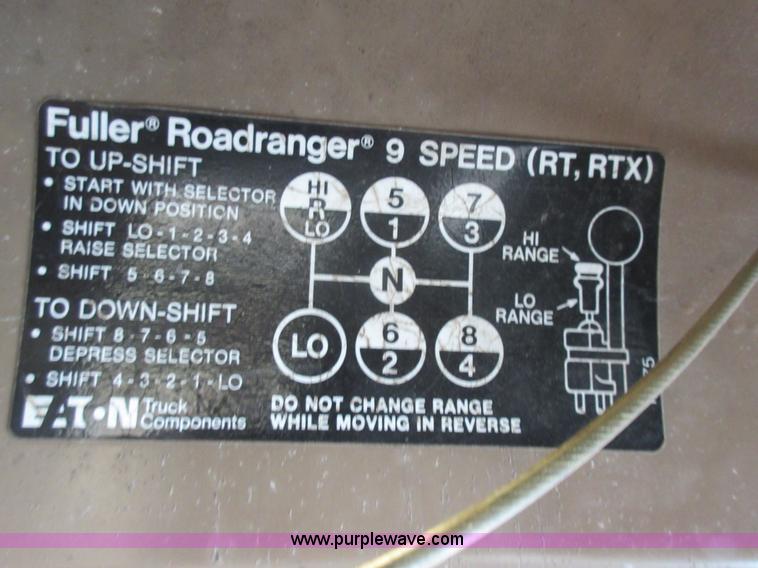 Fuller® Roadranger® 9 SPEED (RT, RTX)
TO UP-SHIFT
• START WITH SELECTOR
IN DOWN POSITION
• SHIFT LO-1-2-3-4
RAISE SELECTOR
• SHIFT 5-6-7-8
TO DOWN-SHIFT
• SHIFT 8-7-6-5
DEPRESS SELECTOR
• SHIFT 4-3-2-1-LO
EATON Truck
Components
HI
R
LO
5
1
7
3
N
LO
6
2
8
4
HI
RANGE
LO
RANGE
DO NOT CHANGE RANGE
WHILE MOVING IN REVERSE
www.purplewave.com